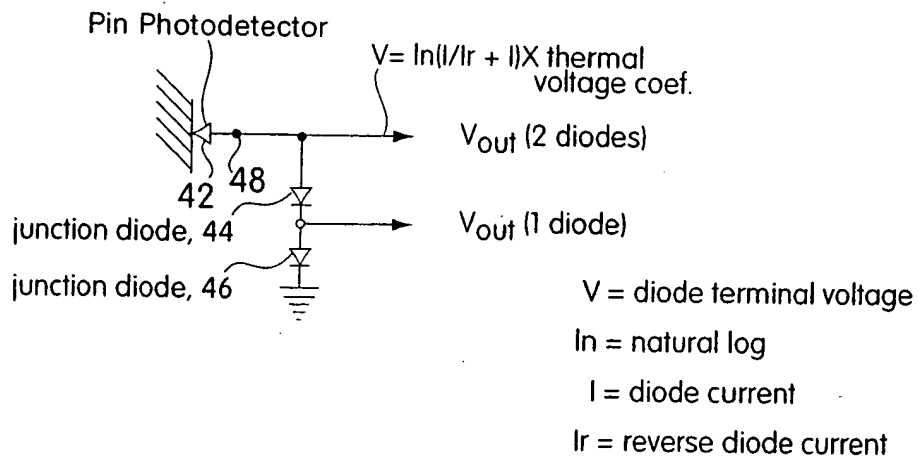 Pin Photodetector
V= ln(I/Ir + I)X thermal
voltage coef.
Vout (2 diodes)
42
48
junction diode, 44
Vout (1 diode)
junction diode, 46
V = diode terminal voltage
ln = natural log
I = diode current
Ir = reverse diode current